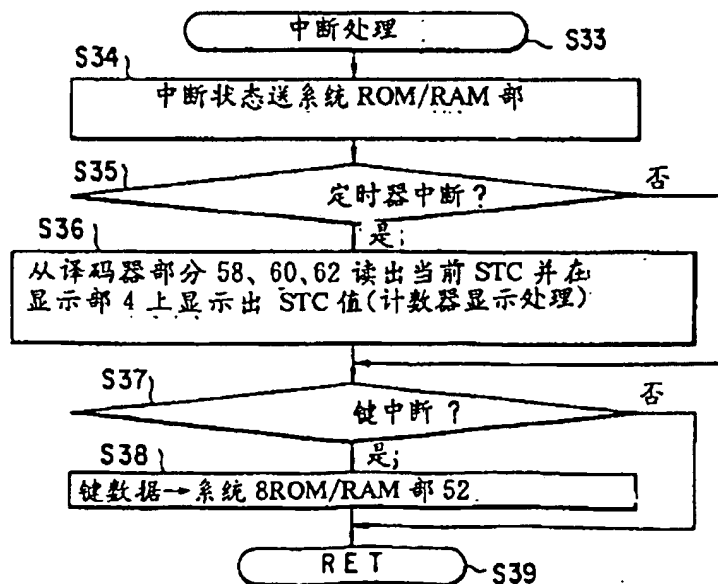 中断处理
S33
S34
中断状态送系统 ROM/RAM 部
S35
定时器中断?
否
是;
S36
从译码器部分 58、60、62 读出当前 STC 并在
显示部 4 上显示出 STC 值(计数器显示处理)
S37
键中断?
否
是;
S38
键数据→系统 8ROM/RAM 部 52
RET
S39